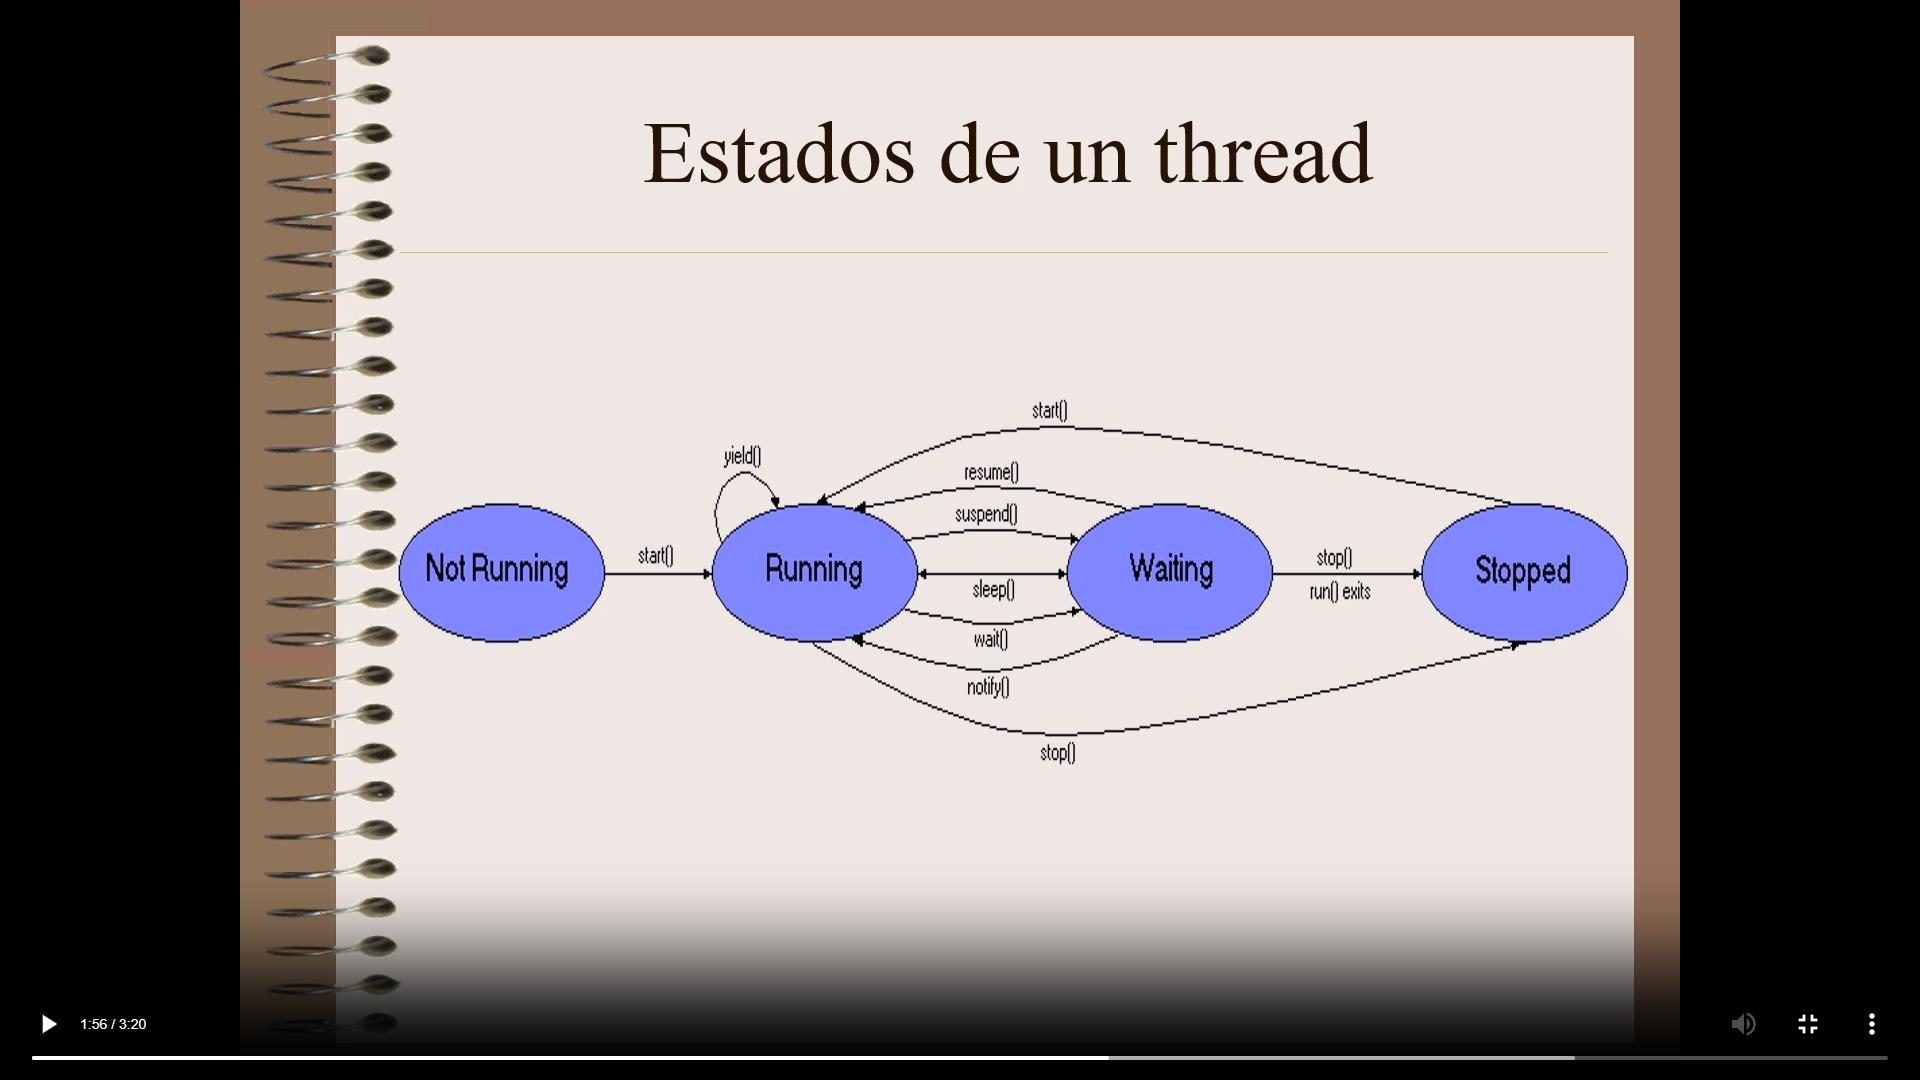 Estados de un thread
start()
yield()
resume()
suspend()
Not Running
start()
Running
sleep()
Waiting
stop()
run() exits
Stopped
wait()
notify()
stop()
1:56 / 3:20